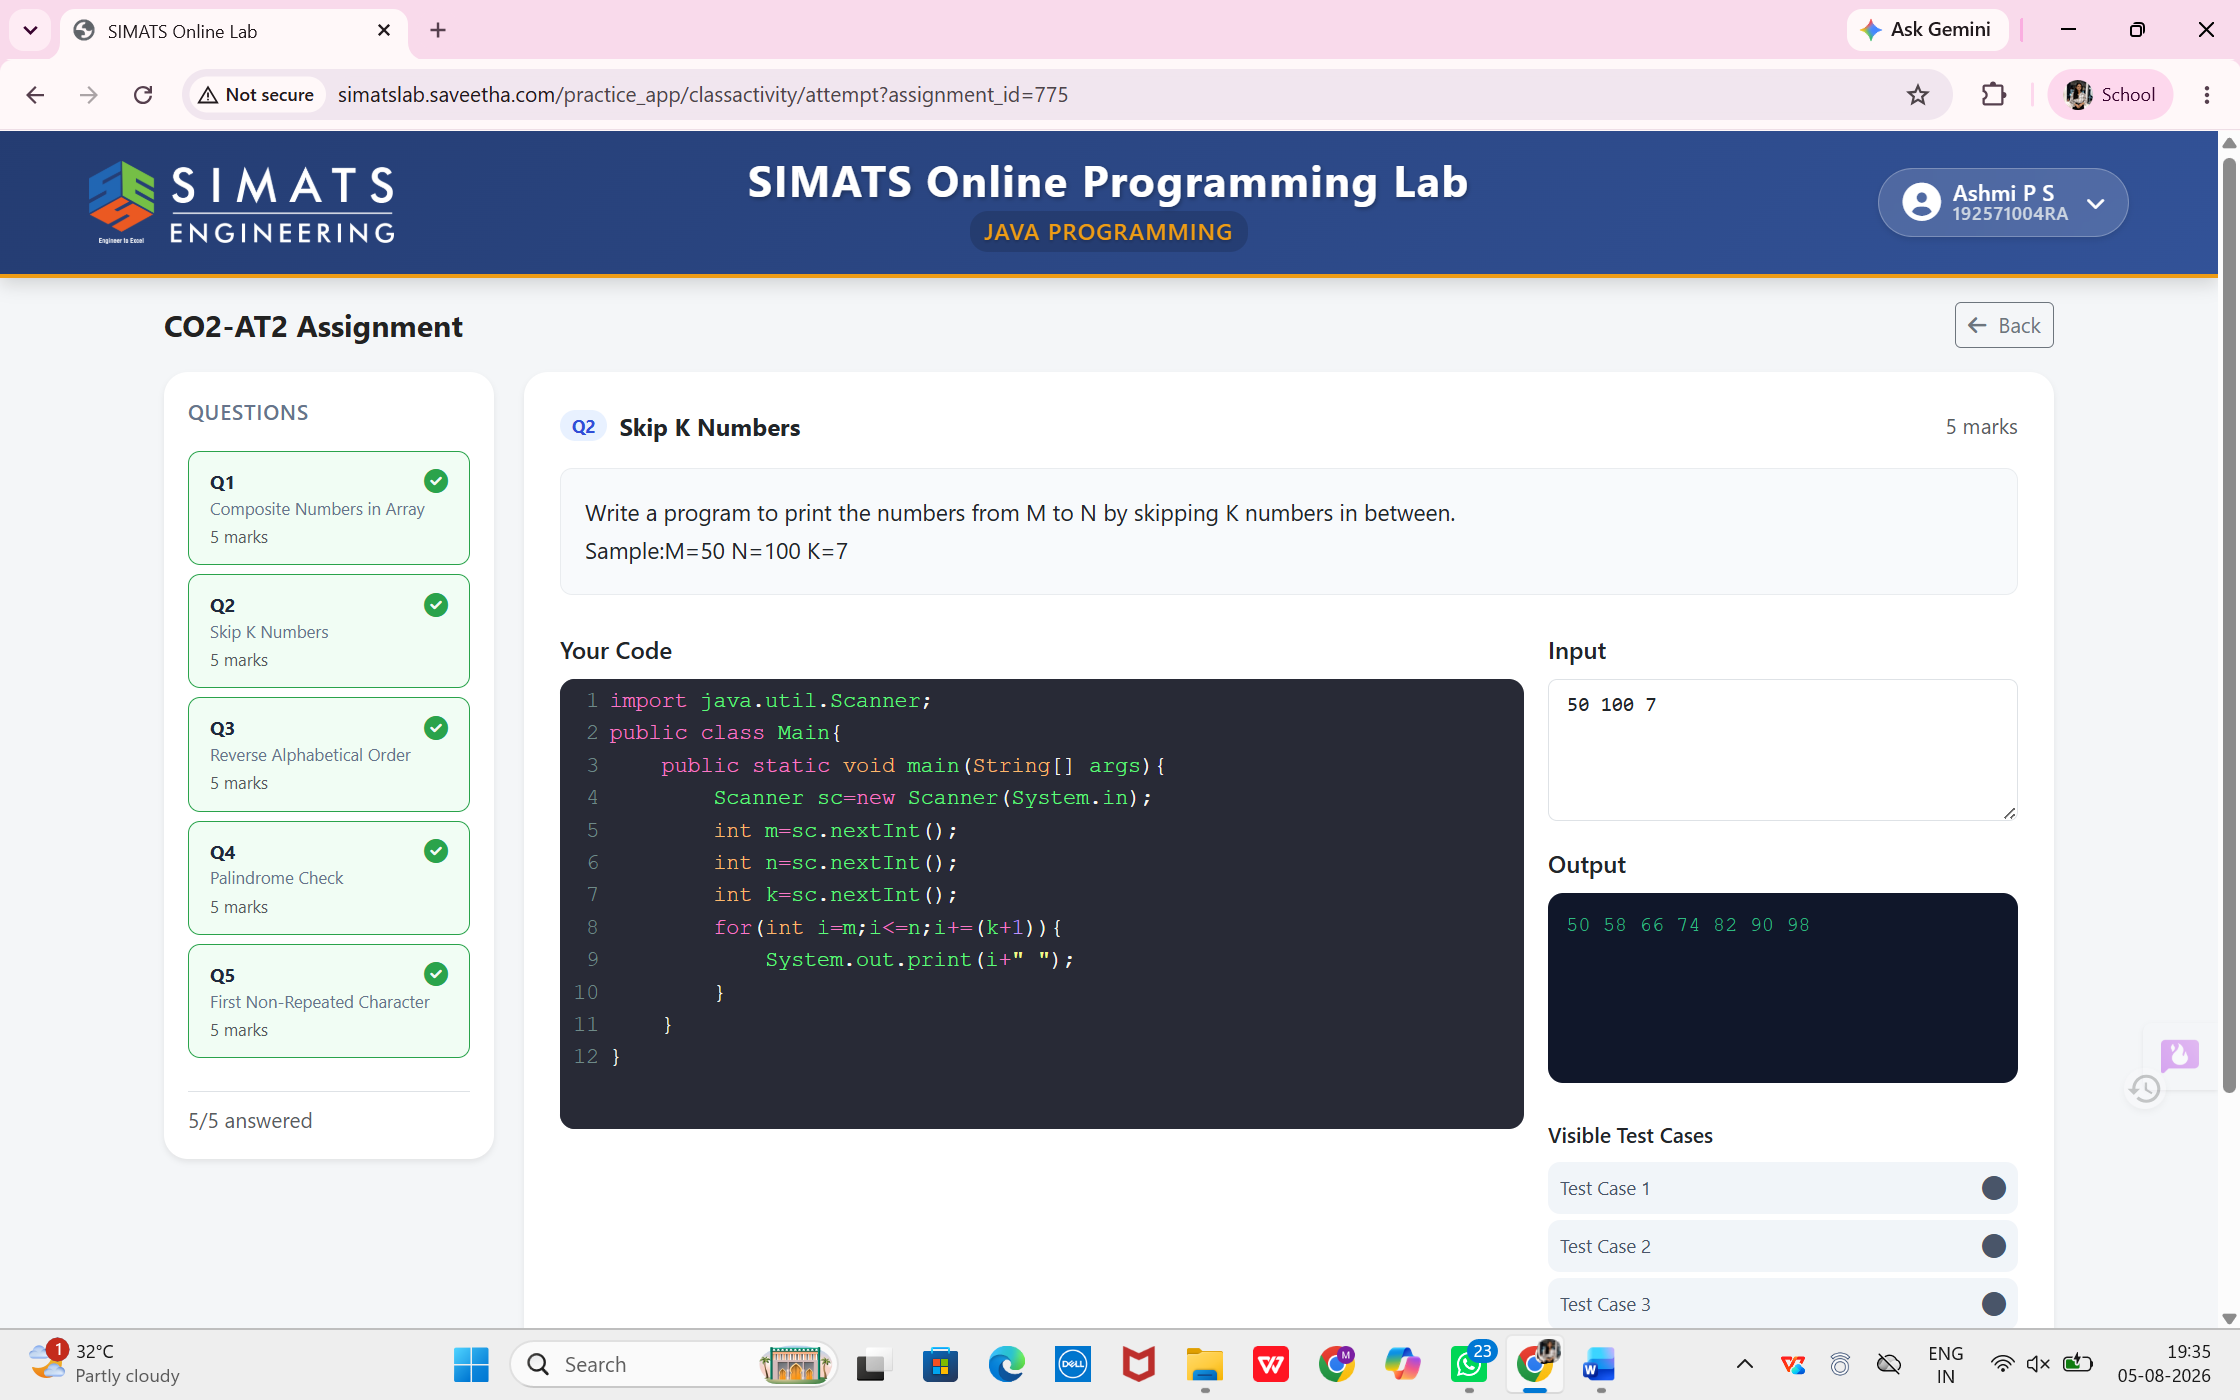 SIMATS Online Lab
Ask Gemini
Not secure
simatslab.saveetha.com/practice_app/classactivity/attempt?assignment_id=775
School
SIMATS
ENGINEERING
Engineer to Excel
SIMATS Online Programming Lab
JAVA PROGRAMMING
Ashmi P S
192571004RA
CO2-AT2 Assignment
Back
QUESTIONS
Q1
Composite Numbers in Array
5 marks
Q2
Skip K Numbers
5 marks
Q3
Reverse Alphabetical Order
5 marks
Q4
Palindrome Check
5 marks
Q5
First Non-Repeated Character
5 marks
5/5 answered
Q2 Skip K Numbers
5 marks
Write a program to print the numbers from M to N by skipping K numbers in between.
Sample:M=50 N=100 K=7
Your Code
1 import java.util.Scanner;
2 public class Main{
3     public static void main(String[] args){
4         Scanner sc=new Scanner(System.in);
5         int m=sc.nextInt();
6         int n=sc.nextInt();
7         int k=sc.nextInt();
8         for(int i=m;i<=n;i+=(k+1)){
9             System.out.print(i+" ");
10         }
11     }
12 }
Input
50 100 7
Output
50 58 66 74 82 90 98
Visible Test Cases
Test Case 1
Test Case 2
Test Case 3
1
32°C
Partly cloudy
Search
DELL
M
23
W
ENG
IN
19:35
05-08-2026